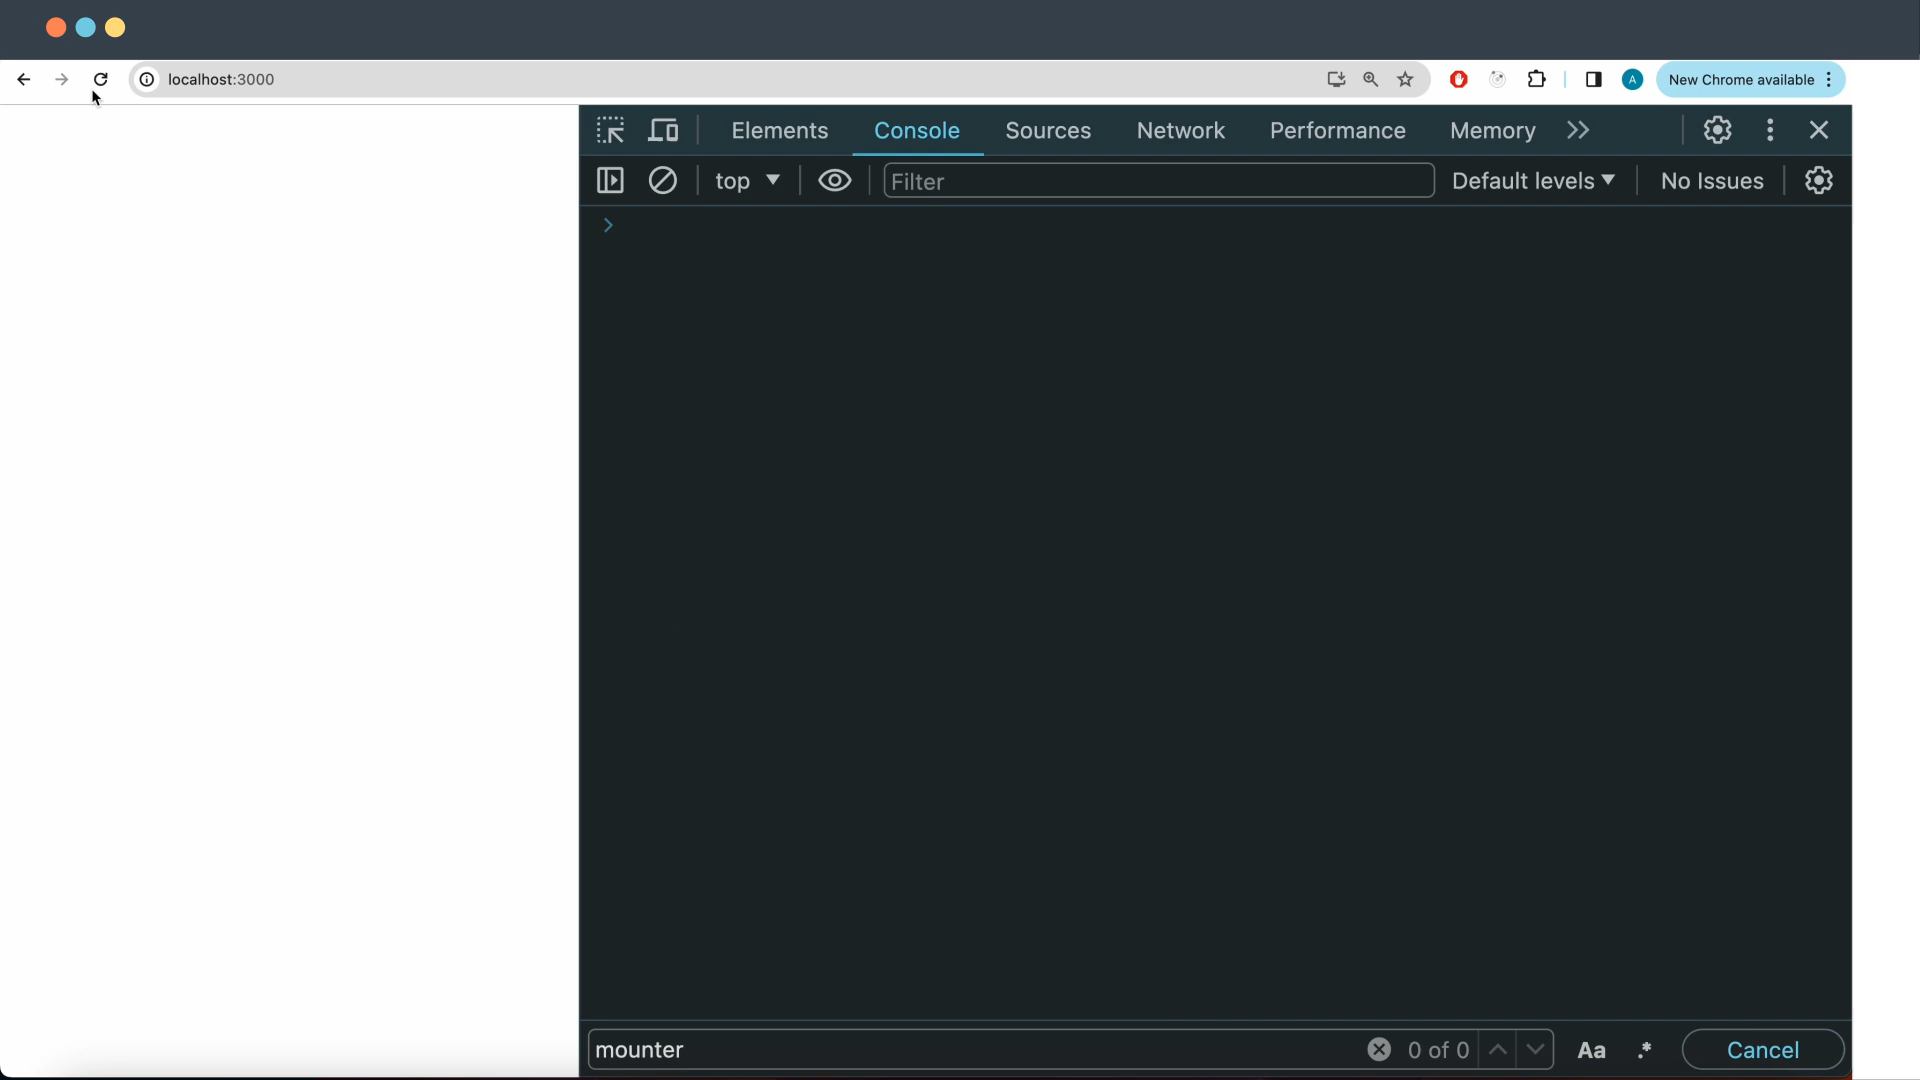 localhost:3000
A
New Chrome available
Elements Console Sources Network Performance Memory
top Filter Default levels No Issues
mounter 0 of 0 Aa .* Cancel